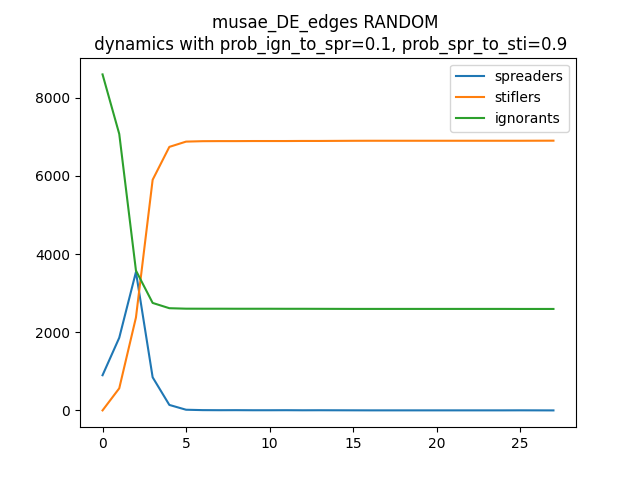 musae_DE_edges RANDOM
dynamics with prob_ign_to_spr=0.1, prob_spr_to_sti=0.9
spreaders
stiflers
ignorants
8000
6000
4000
2000
0
0 5 10 15 20 25